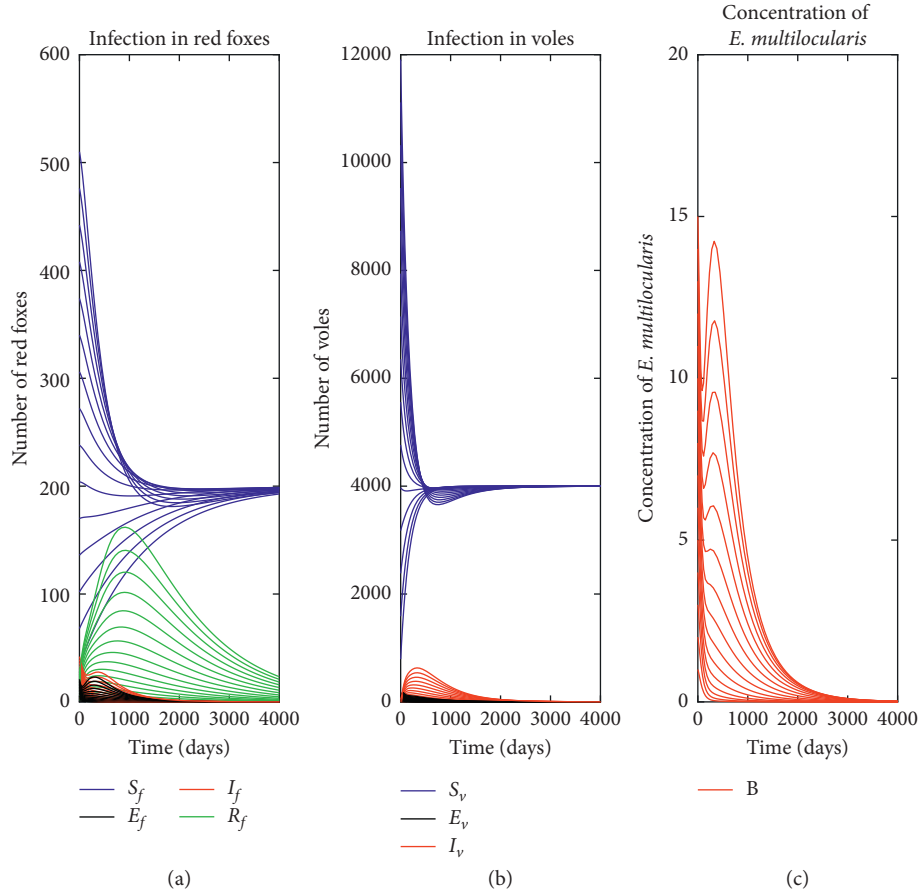 Infection in red foxes
600
500
400
300
200
100
0
Number of red foxes
0 1000 2000 3000 4000
Time (days)
S_f I_f
E_f R_f
(a)
Infection in voles
12000
10000
8000
6000
4000
2000
0
Number of voles
0 1000 2000 3000 4000
Time (days)
S_v
E_v
I_v
(b)
Concentration of
E. multilocularis
20
15
10
5
0
Concentration of E. multilocularis
0 1000 2000 3000 4000
Time (days)
B
(c)